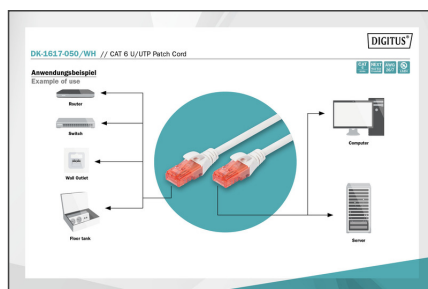 DIGITUS®
DK-1617-050/WH // CAT 6 U/UTP Patch Cord
Anwendungsbeispiel
Example of use
Router
Switch
Wall Outlet
Floor tank
Computer
Server